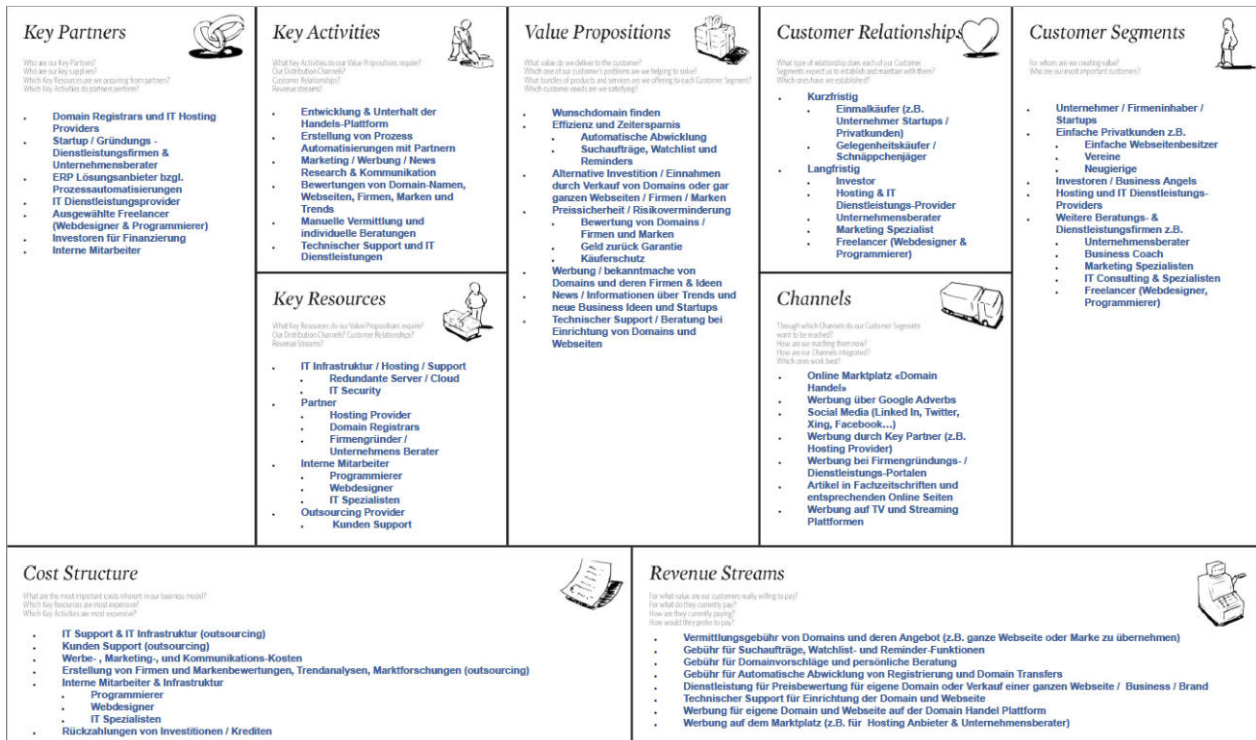 Key Partners
Who are our Key Partners?
Who are our key suppliers?
Which Key Resources are we acquiring from partners?
Which Key Activities do partners perform?
• Domain Registrars und IT Hosting
Providers
• Startup / Gründungs -
Dienstleistungsfirmen &
Unternehmensberater
• ERP Lösungsanbieter bzgl.
Prozessautomatisierungen
• IT Dienstleistungsprovider
• Ausgewählte Freelancer
(Webdesigner & Programmierer)
• Investoren für Finanzierung
• Interne Mitarbeiter
Key Activities
What Key Activities do our Value Propositions require?
Our Distribution Channels?
Customer Relationships?
Revenue streams?
• Entwicklung & Unterhalt der
Handels-Plattform
• Erstellung von Prozess
Automatisierungen mit Partnern
• Marketing / Werbung / News
Research & Kommunikation
• Bewertungen von Domain-Namen,
Webseiten, Firmen, Marken und
Trends
• Manuelle Vermittlung und
individuelle Beratungen
• Technischer Support und IT
Dienstleistungen
Key Resources
What Key Resources do our Value Propositions require?
Our Distribution Channels? Customer Relationships?
Revenue Streams?
• IT Infrastruktur / Hosting / Support
• Redundante Server / Cloud
• IT Security
• Partner
• Hosting Provider
• Domain Registrars
• Firmengründer /
Unternehmens Berater
• Interne Mitarbeiter
• Programmierer
• Webdesigner
• IT Spezialisten
• Outsourcing Provider
• Kunden Support
Value Propositions
What value do we deliver to the customer?
Which one of our customer's problems are we helping to solve?
What bundles of products and services are we offering to each Customer Segment?
Which customer needs are we satisfying?
• Wunschdomain finden
• Effizienz und Zeitersparnis
• Automatische Abwicklung
• Suchaufträge, Watchlist und
Reminders
• Alternative Investition / Einnahmen
durch Verkauf von Domains oder gar
ganzen Webseiten / Firmen / Marken
• Preissicherheit / Risikoverminderung
• Bewertung von Domains /
Firmen und Marken
• Geld zurück Garantie
• Käuferschutz
• Werbung / bekanntmache von
Domains und deren Firmen & Ideen
• News / Informationen über Trends und
neue Business Ideen und Startups
• Technischer Support / Beratung bei
Einrichtung von Domains und
Webseiten
Customer Relationships
What type of relationship does each of our Customer
Segments expect us to establish and maintain with them?
Which ones have we established?
• Kurzfristig
• Einmalkäufer (z.B.
Unternehmer Startups /
Privatkunden)
• Gelegenheitskäufer /
Schnäppchenjäger
• Langfristig
• Investor
• Hosting & IT
Dienstleistungs-Provider
• Unternehmensberater
• Marketing Spezialist
• Freelancer (Webdesigner &
Programmierer)
Channels
Through which Channels do our Customer Segments
want to be reached?
How are we reaching them now?
How are our Channels integrated?
Which ones work best?
• Online Marktplatz «Domain
Handel»
• Werbung über Google Adverbs
• Social Media (Linked In, Twitter,
Xing, Facebook...)
• Werbung durch Key Partner (z.B.
Hosting Provider)
• Werbung bei Firmengründungs- /
Dienstleistungs-Portalen
• Artikel in Fachzeitschriften und
entsprechenden Online Seiten
• Werbung auf TV und Streaming
Plattformen
Customer Segments
For whom are we creating value?
Who are our most important customers?
• Unternehmer / Firmeninhaber /
Startups
• Einfache Privatkunden z.B.
• Einfache Webseitenbesitzer
• Vereine
• Neugierige
• Investoren / Business Angels
• Hosting und IT Dienstleistungs-
Providers
• Weitere Beratungs- &
Dienstleistungsfirmen z.B.
• Unternehmensberater
• Business Coach
• Marketing Spezialisten
• IT Consulting & Spezialisten
• Freelancer (Webdesigner,
Programmierer)
Cost Structure
What are the most important costs inherent in our business model?
Which Key Resources are most expensive?
Which Key Activities are most expensive?
• IT Support & IT Infrastruktur (outsourcing)
• Kunden Support (outsourcing)
• Werbe- , Marketing-, und Kommunikations-Kosten
• Erstellung von Firmen und Markenbewertungen, Trendanalysen, Marktforschungen (outsourcing)
• Interne Mitarbeiter & Infrastruktur
• Programmierer
• Webdesigner
• IT Spezialisten
• Rückzahlungen von Investitionen / Krediten
Revenue Streams
For what value are our customers really willing to pay?
For what do they currently pay?
How are they currently paying?
How would they prefer to pay?
• Vermittlungsgebühr von Domains und deren Angebot (z.B. ganze Webseite oder Marke zu übernehmen)
• Gebühr für Suchaufträge, Watchlist- und Reminder-Funktionen
• Gebühr für Domainvorschläge und persönliche Beratung
• Gebühr für Automatische Abwicklung von Registrierung und Domain Transfers
• Dienstleistung für Preisbewertung für eigene Domain oder Verkauf einer ganzen Webseite / Business / Brand
• Technischer Support für Einrichtung der Domain und Webseite
• Werbung für eigene Domain und Webseite auf der Domain Handel Plattform
• Werbung auf dem Marktplatz (z.B. für Hosting Anbieter & Unternehmensberater)